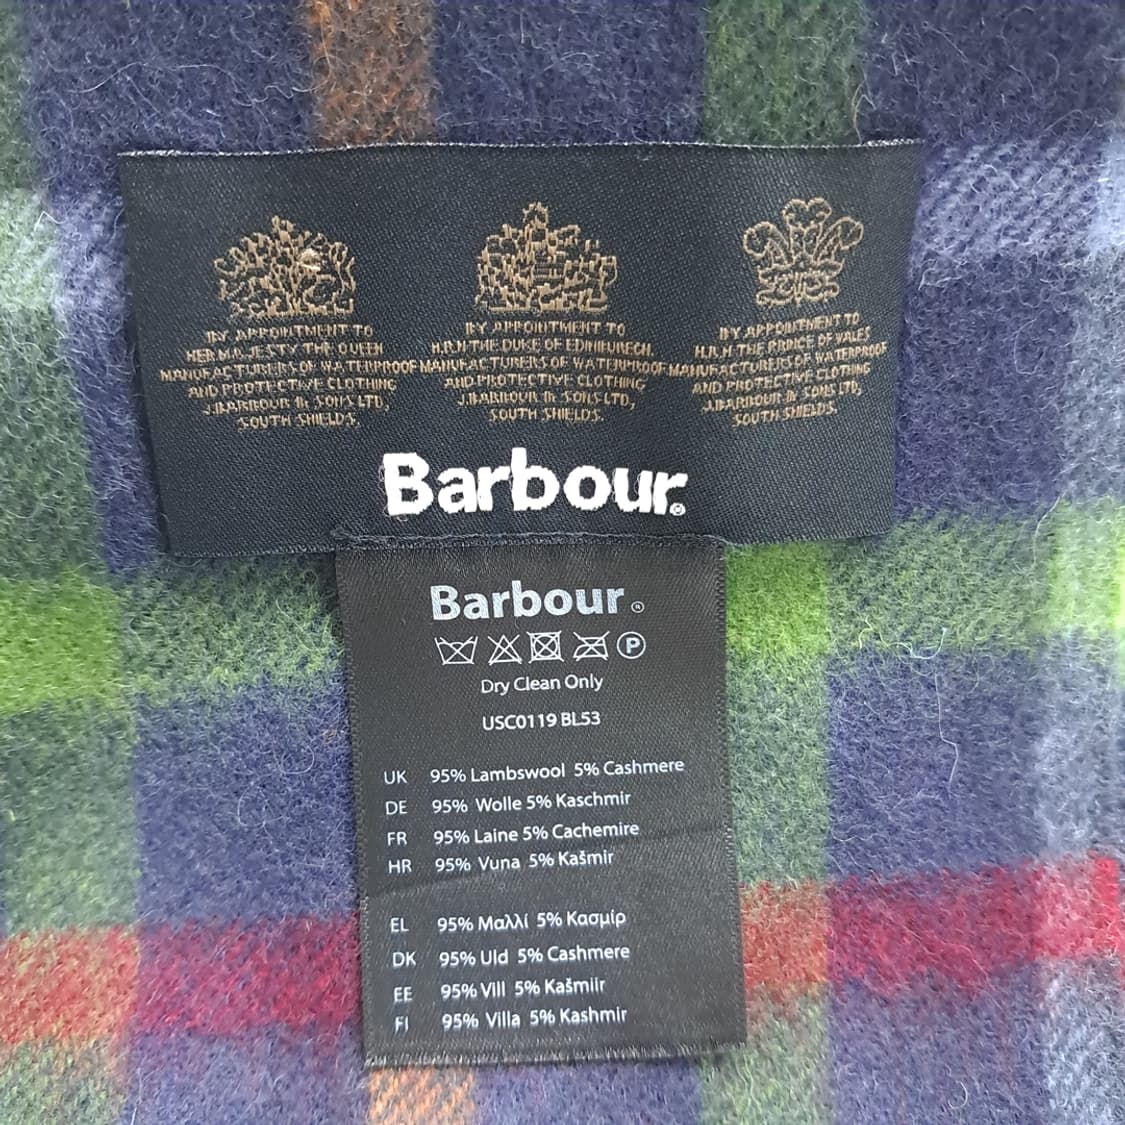 BY APPOINTMENT TO
HER MAJESTY THE QUEEN
MANUFACTURERS OF WATERPROOF
AND PROTECTIVE CLOTHING
J.BARBOUR & SONS LTD,
SOUTH SHIELDS.
BY APPOINTMENT TO
H.R.H THE DUKE OF EDINBURGH.
MANUFACTURERS OF WATERPROOF
AND PROTECTIVE CLOTHING
J.BARBOUR & SONS LTD,
SOUTH SHIELDS.
BY APPOINTMENT TO
H.R.H THE PRINCE OF WALES
MANUFACTURERS OF WATERPROOF
AND PROTECTIVE CLOTHING
J.BARBOUR & SONS LTD,
SOUTH SHIELDS.
Barbour®
Barbour®
P
Dry Clean Only
USC0119 BL53
UK 95% Lambswool 5% Cashmere
DE 95% Wolle 5% Kaschmir
FR 95% Laine 5% Cachemire
HR 95% Vuna 5% Kašmir
EL 95% Μαλλί 5% Κασμίρ
DK 95% Uld 5% Cashmere
EE 95% Vill 5% Kašmiir
FI 95% Villa 5% Kashmir